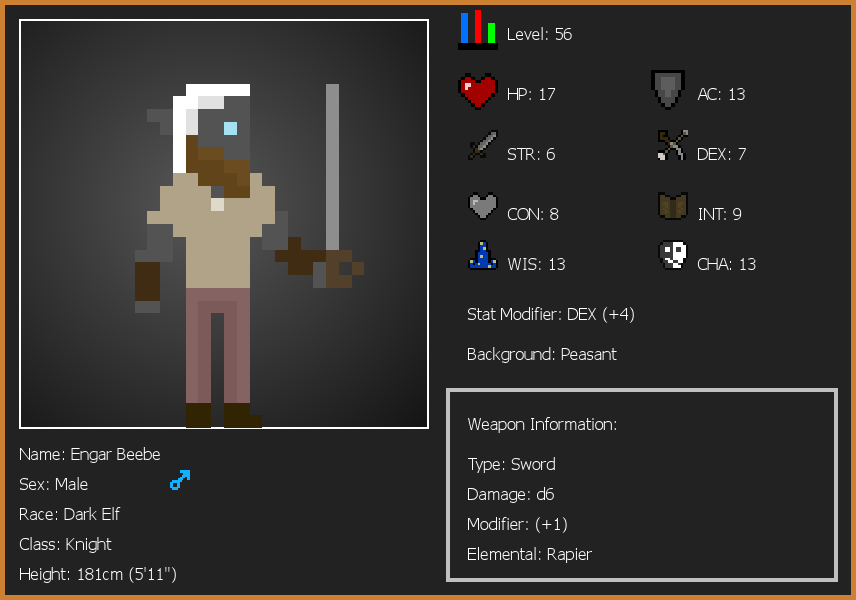 Level: 56
HP: 17
AC: 13
STR: 6
DEX: 7
CON: 8
INT: 9
WIS: 13
CHA: 13
Stat Modifier: DEX (+4)
Background: Peasant
Weapon Information:
Type: Sword
Damage: d6
Modifier: (+1)
Elemental: Rapier
Name: Engar Beebe
Sex: Male
Race: Dark Elf
Class: Knight
Height: 181cm (5'11")